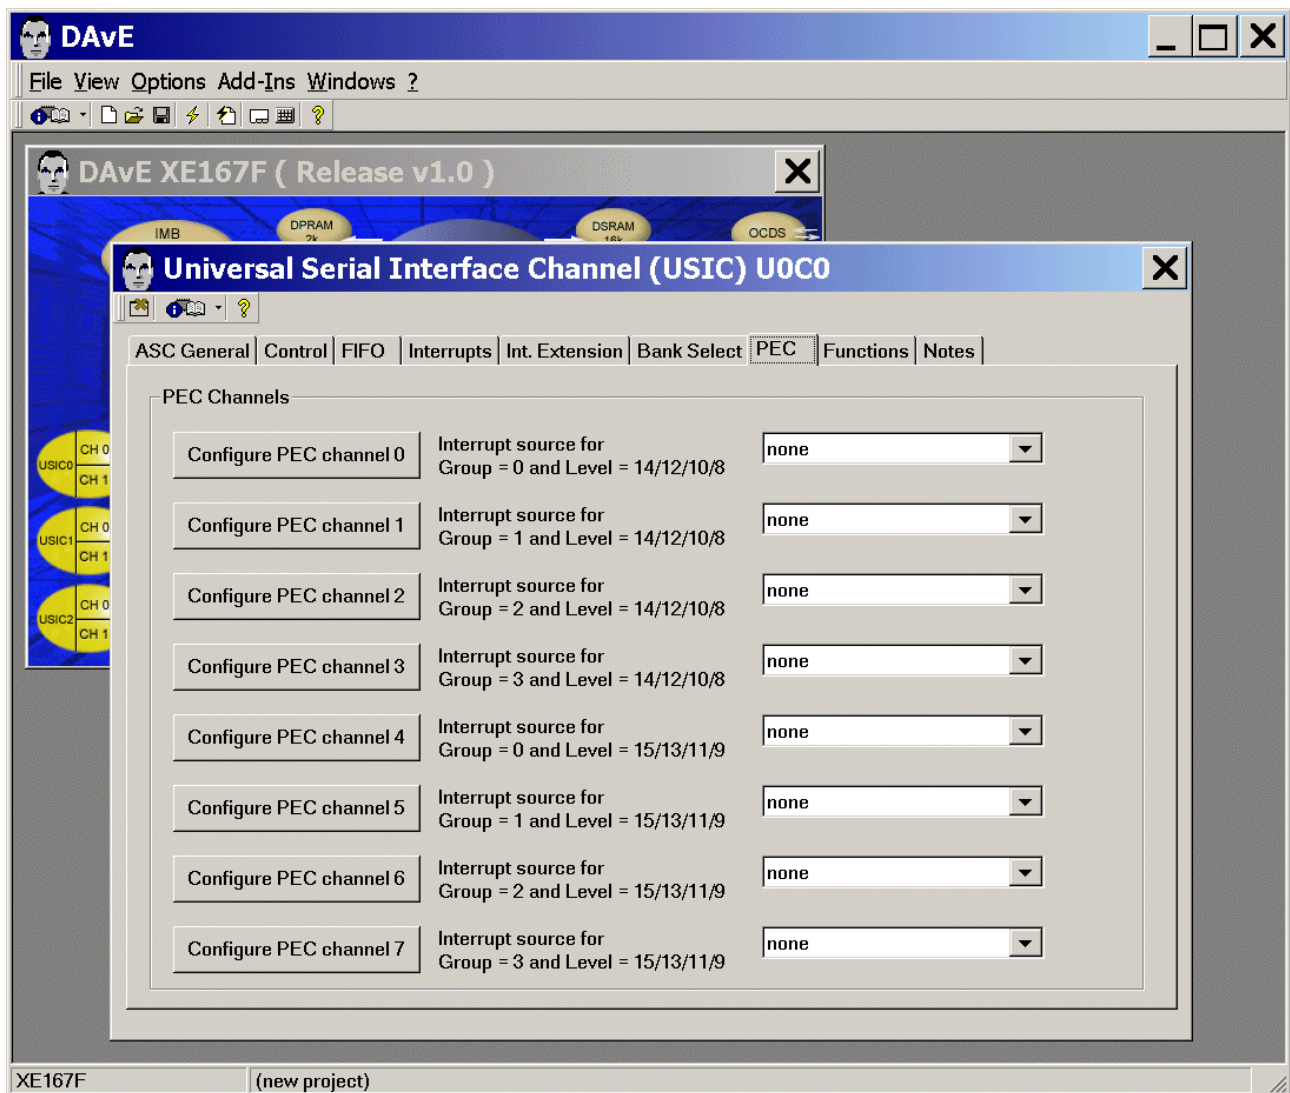 DAvE
File View Options Add-Ins Windows ?
DAvE XE167F ( Release v1.0 )
IMB
DPRAM
2k
DSRAM
16k
OCDS
Universal Serial Interface Channel (USIC) U0C0
ASC General Control FIFO Interrupts Int. Extension Bank Select PEC Functions Notes
PEC Channels
USIC0
CH 0
CH 1
USIC1
CH 0
CH 1
USIC2
CH 0
CH 1
Configure PEC channel 0
Interrupt source for
Group = 0 and Level = 14/12/10/8
none
Configure PEC channel 1
Interrupt source for
Group = 1 and Level = 14/12/10/8
none
Configure PEC channel 2
Interrupt source for
Group = 2 and Level = 14/12/10/8
none
Configure PEC channel 3
Interrupt source for
Group = 3 and Level = 14/12/10/8
none
Configure PEC channel 4
Interrupt source for
Group = 0 and Level = 15/13/11/9
none
Configure PEC channel 5
Interrupt source for
Group = 1 and Level = 15/13/11/9
none
Configure PEC channel 6
Interrupt source for
Group = 2 and Level = 15/13/11/9
none
Configure PEC channel 7
Interrupt source for
Group = 3 and Level = 15/13/11/9
none
XE167F
(new project)